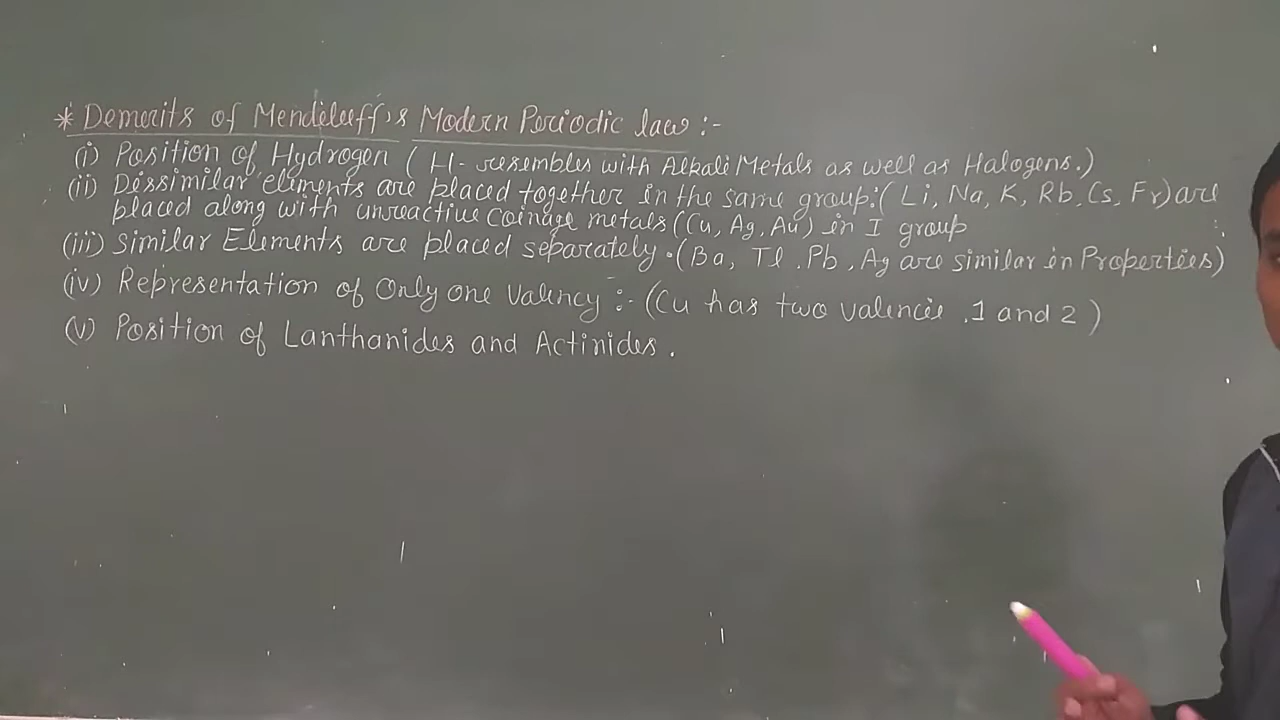 * Demerits of Mendeleeff's Modern Periodic law :-
(i) Position of Hydrogen ( H- resembles with Alkali Metals as well as Halogens.)
(ii) Dissimilar elements are placed together in the same group:( Li, Na, K, Rb, Cs, Fr) are
placed along with unreactive coinage metals (Cu, Ag, Au) in I group
(iii) Similar Elements are placed separately. (Ba, Tl, Pb, Ag are similar in Properties)
(iv) Representation of Only one Valency :- (Cu has two valencie .1 and 2 )
(v) Position of Lanthanides and Actinides .